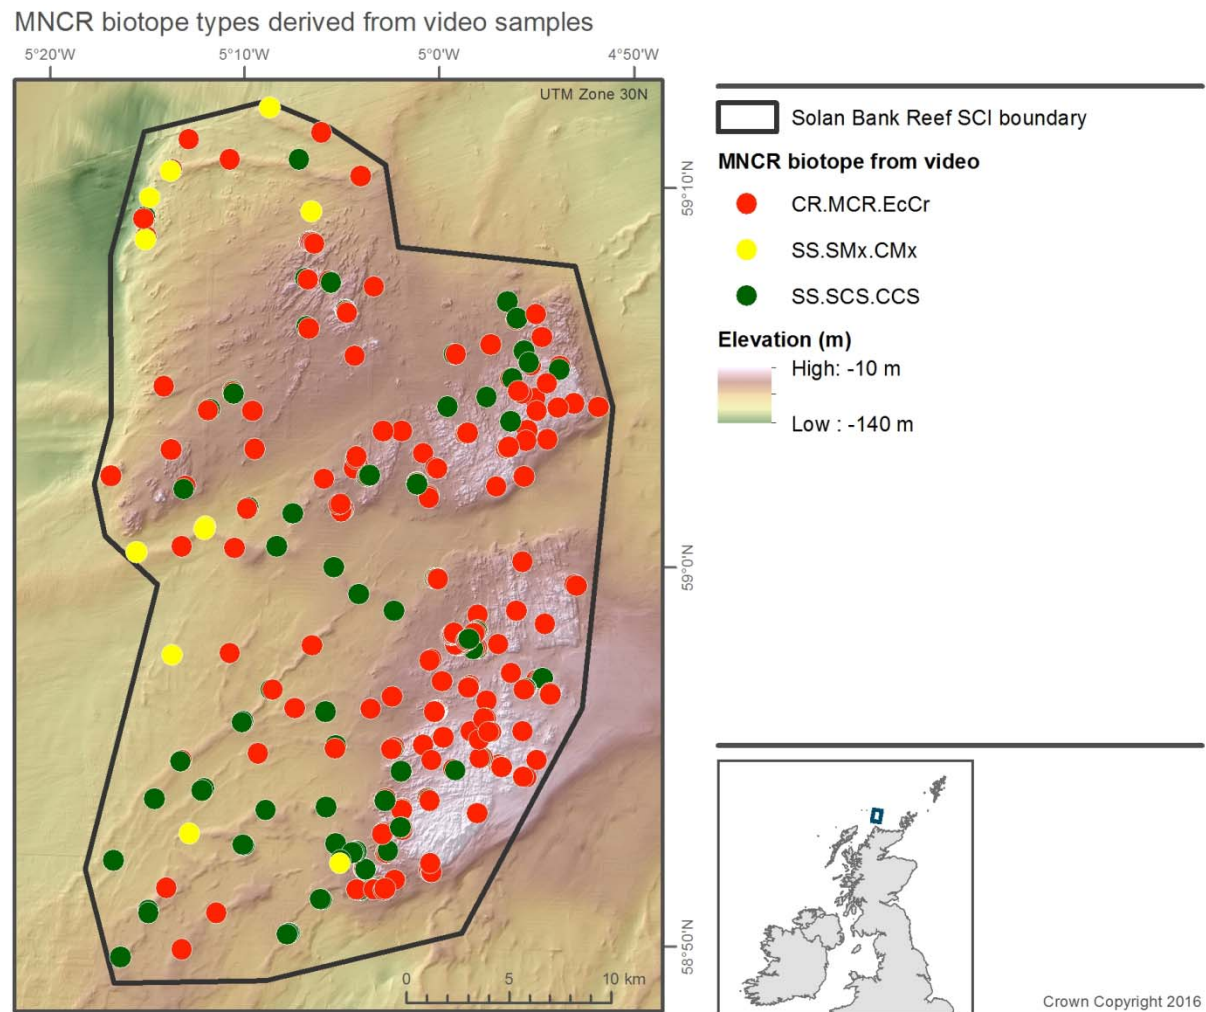 MNCR biotope types derived from video samples
5°20'W 5°10'W 5°0'W 4°50'W
UTM Zone 30N
59°10'N
59°0'N
58°50'N
0 5 10 km
Solan Bank Reef SCI boundary
MNCR biotope from video
CR.MCR.EcCr
SS.SMx.CMx
SS.SCS.CCS
Elevation (m)
High: -10 m
Low : -140 m
Crown Copyright 2016